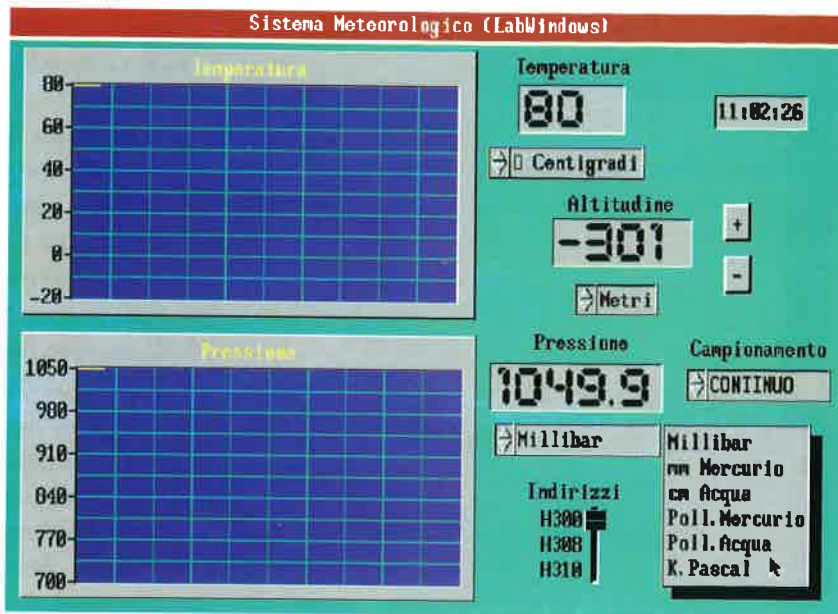 Sistema Meteorologico (LabWindows)
Temperatura
80
60
40
20
0
-20
Temperatura
80
11:02:26
Centigradi
Altitudine
-301
+
-
Metri
Pressione
1050
980
910
840
770
700
Pressione
1049.9
Campionamento
CONTINUO
Millibar
Indirizzi
H300
H308
H310
Millibar
mm Mercurio
cm Acqua
Poll.Mercurio
Poll.Acqua
K.Pascal